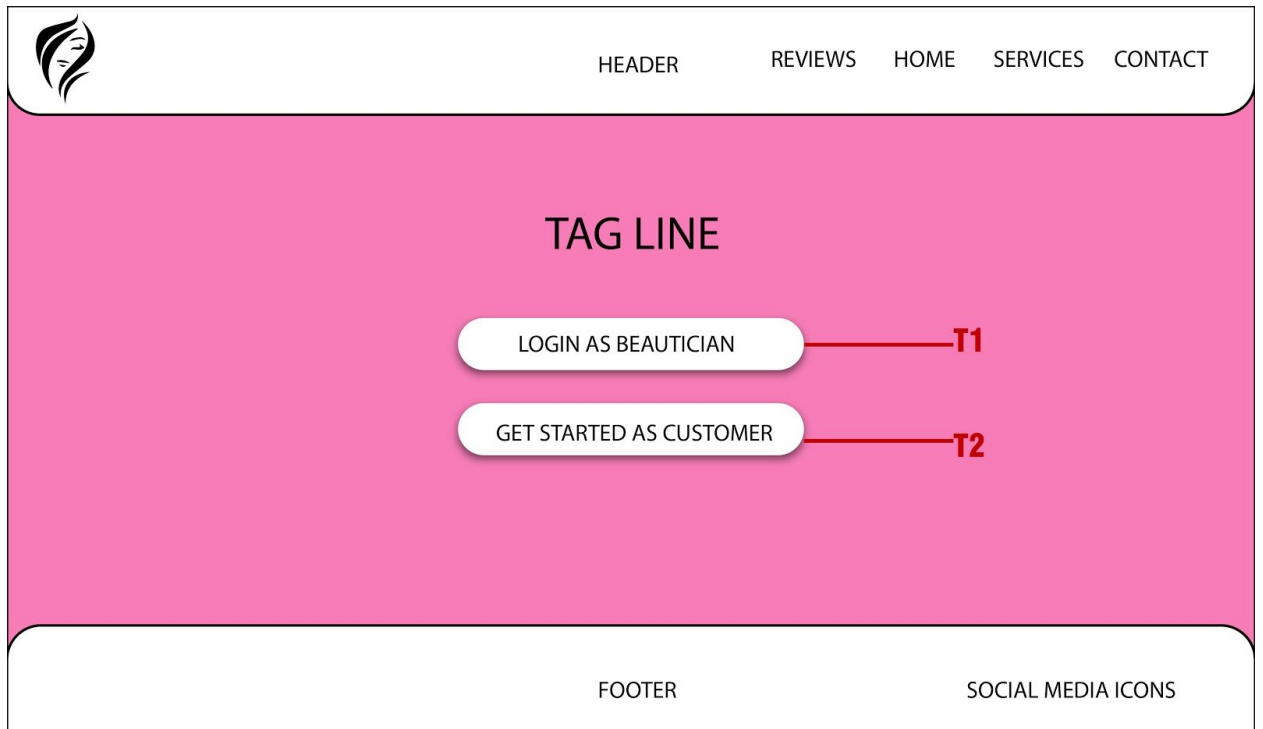 HEADER REVIEWS HOME SERVICES CONTACT
TAG LINE
LOGIN AS BEAUTICIAN T1
GET STARTED AS CUSTOMER T2
FOOTER SOCIAL MEDIA ICONS